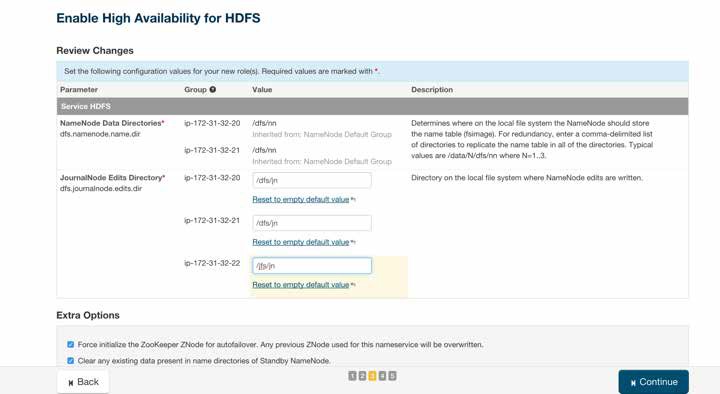 Enable High Availability for HDFS
Review Changes
Set the following configuration values for your new role(s). Required values are marked with *.
Parameter Group Value Description
Service HDFS
NameNode Data Directories* ip-172-31-32-20 /dfs/nn Determines where on the local file system the NameNode should store
dfs.namenode.name.dir Inherited from: NameNode Default Group the name table (fsimage). For redundancy, enter a comma-delimited list
ip-172-31-32-21 /dfs/nn of directories to replicate the name table in all of the directories. Typical
Inherited from: NameNode Default Group values are /data/N/dfs/nn where N=1..3.
JournalNode Edits Directory* ip-172-31-32-20 /dfs/jn Directory on the local file system where NameNode edits are written.
dfs.journalnode.edits.dir
Reset to empty default value
ip-172-31-32-21 /dfs/jn
Reset to empty default value
ip-172-31-32-22 /jfs/jn
Reset to empty default value
Extra Options
Force initialize the ZooKeeper ZNode for autofailover. Any previous ZNode used for this nameservice will be overwritten.
Clear any existing data present in name directories of Standby NameNode.
Back 1 2 3 4 5 Continue